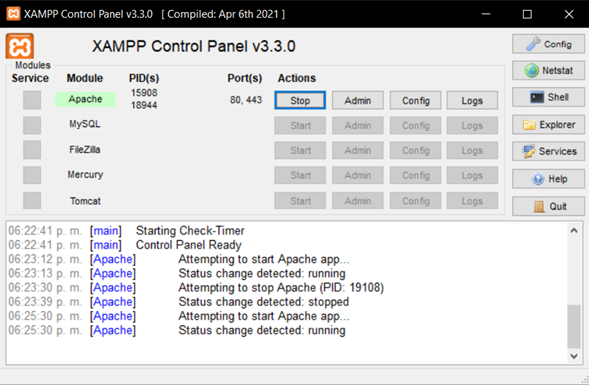 XAMPP Control Panel v3.3.0 [ Compiled: Apr 6th 2021 ]
XAMPP Control Panel v3.3.0
Config
Modules
Service Module PID(s) Port(s) Actions
Netstat
Apache 15908 18944 80, 443 Stop Admin Config Logs
Shell
MySQL Start Admin Config Logs
Explorer
FileZilla Start Admin Config Logs
Services
Mercury Start Admin Config Logs
Help
Tomcat Start Admin Config Logs
Quit
06:22:41 p. m. [main] Starting Check-Timer
06:22:41 p. m. [main] Control Panel Ready
06:23:12 p. m. [Apache] Attempting to start Apache app...
06:23:13 p. m. [Apache] Status change detected: running
06:23:30 p. m. [Apache] Attempting to stop Apache (PID: 19108)
06:23:39 p. m. [Apache] Status change detected: stopped
06:25:30 p. m. [Apache] Attempting to start Apache app...
06:25:30 p. m. [Apache] Status change detected: running